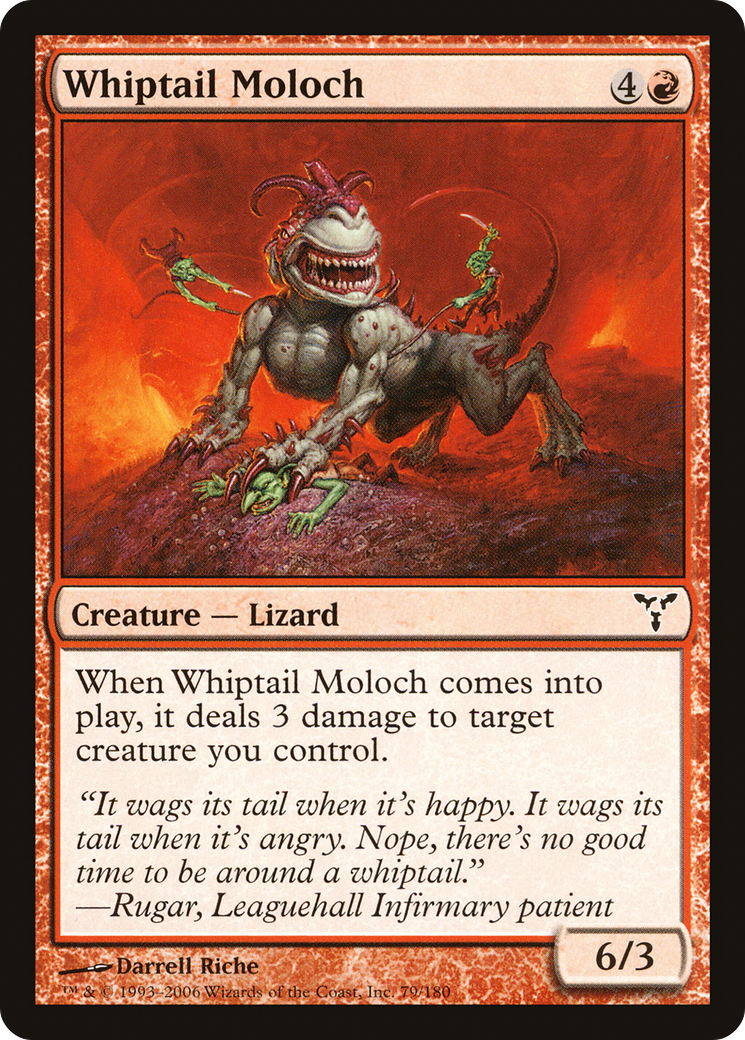 Whiptail Moloch 4
When Whiptail Moloch comes into
play, it deals 3 damage to target
creature you control.
“It wags its tail when it’s happy. It wags its
tail when it’s angry. Nope, there’s no good
time to be around a whiptail.”
—Rugar, Leaguehall Infirmary patient
Creature — Lizard
6/3
Darrell Riche
™ & © 1993–2006 Wizards of the Coast, Inc. 79/180